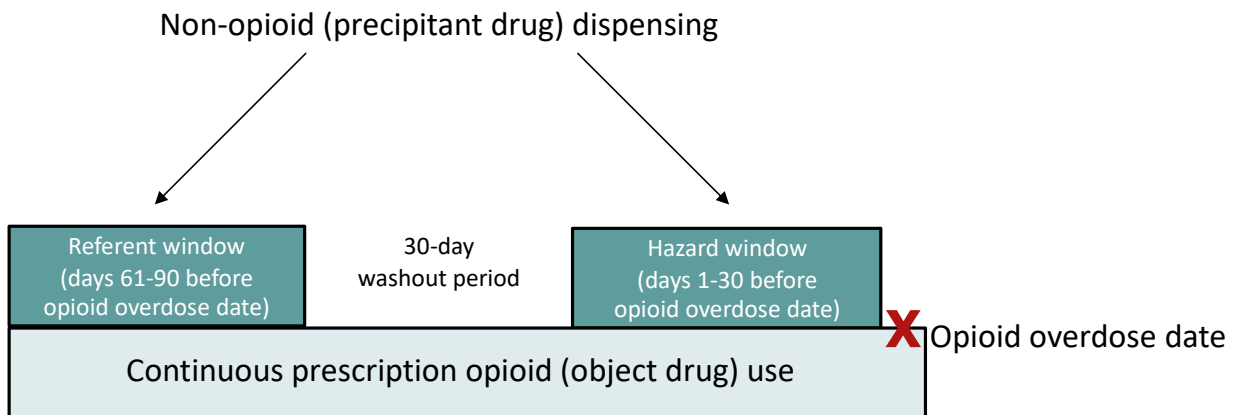 Non-opioid (precipitant drug) dispensing
Referent window
(days 61-90 before
opioid overdose date)
30-day
washout period
Hazard window
(days 1-30 before
opioid overdose date)
X
Opioid overdose date
Continuous prescription opioid (object drug) use